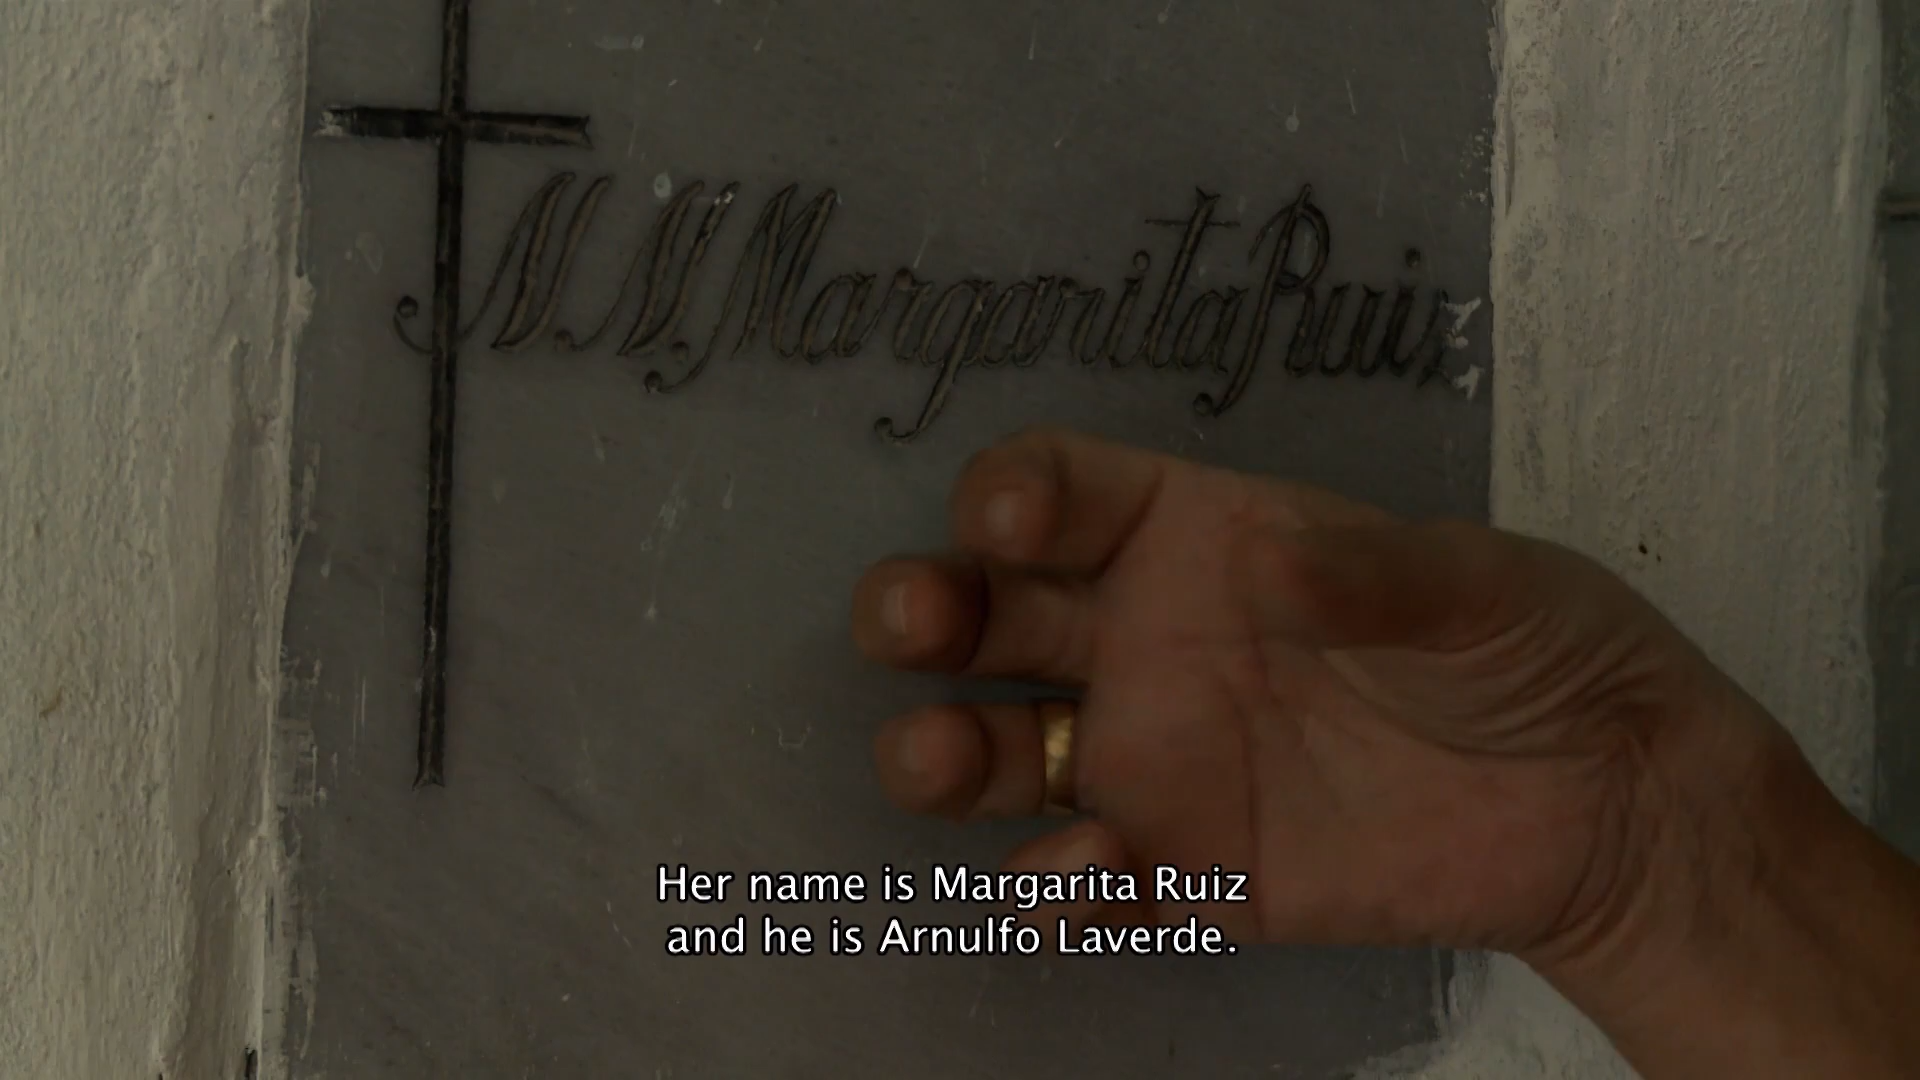 N.N. Margarita Ruiz
Her name is Margarita Ruiz
and he is Arnulfo Laverde.